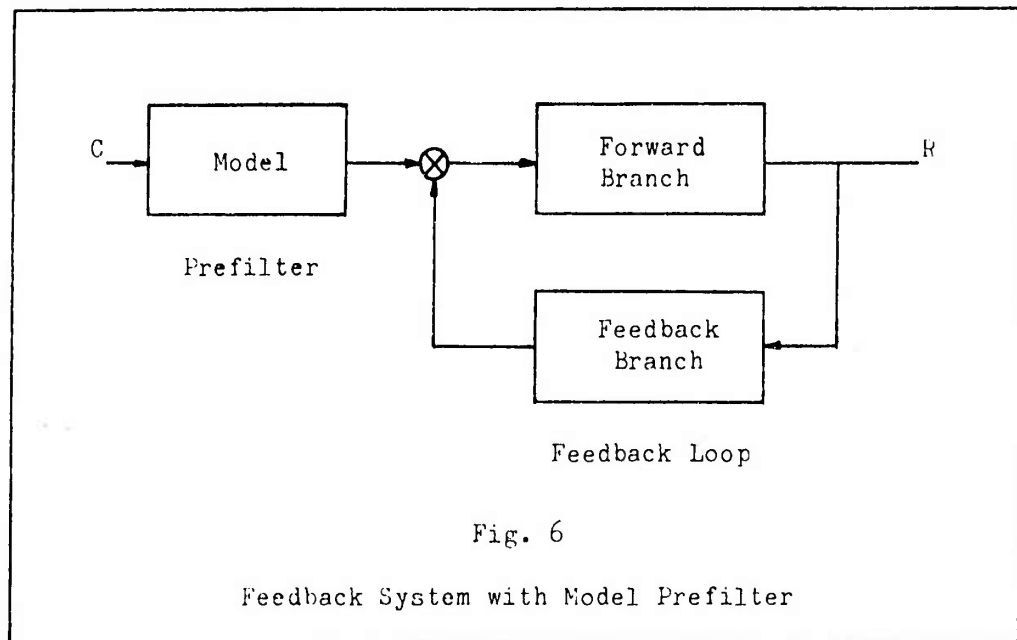 C
Model
Forward
Branch
R
Prefilter
Feedback
Branch
Feedback Loop
Fig. 6
Feedback System with Model Prefilter